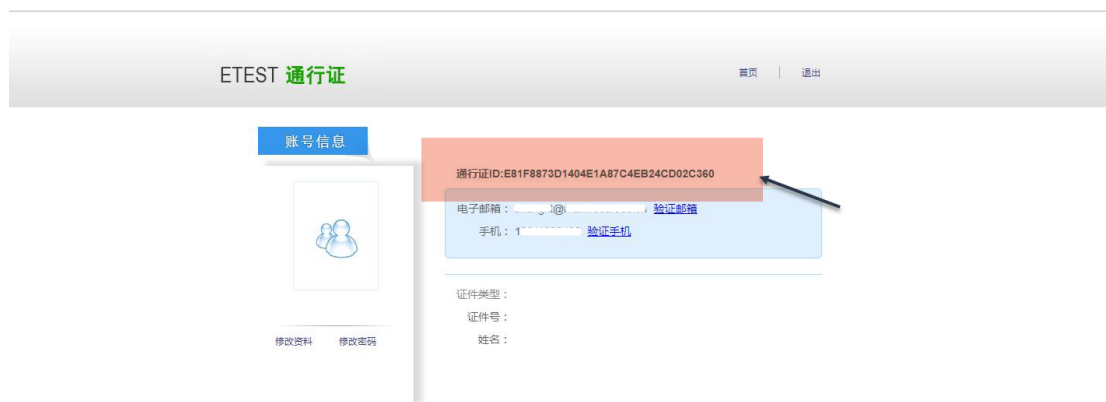 ETEST 通行证
首页
退出
账号信息
通行证ID:E81F8873D1404E1A87C4EB24CD02C360
电子邮箱： @ 验证邮箱
手机：1 验证手机
证件类型：
证件号：
姓名：
修改资料 修改密码